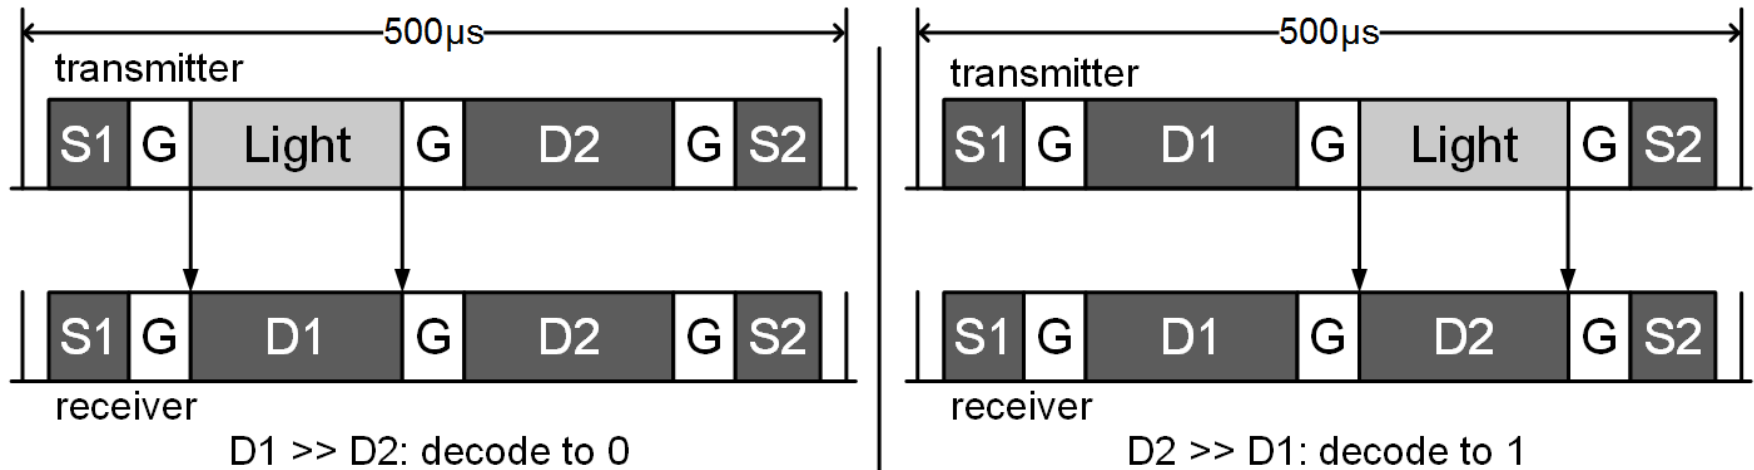 500μs
transmitter
S1 G Light G D2 G S2
S1 G D1 G D2 G S2
receiver
D1 >> D2: decode to 0
500μs
transmitter
S1 G D1 G Light G S2
S1 G D1 G D2 G S2
receiver
D2 >> D1: decode to 1